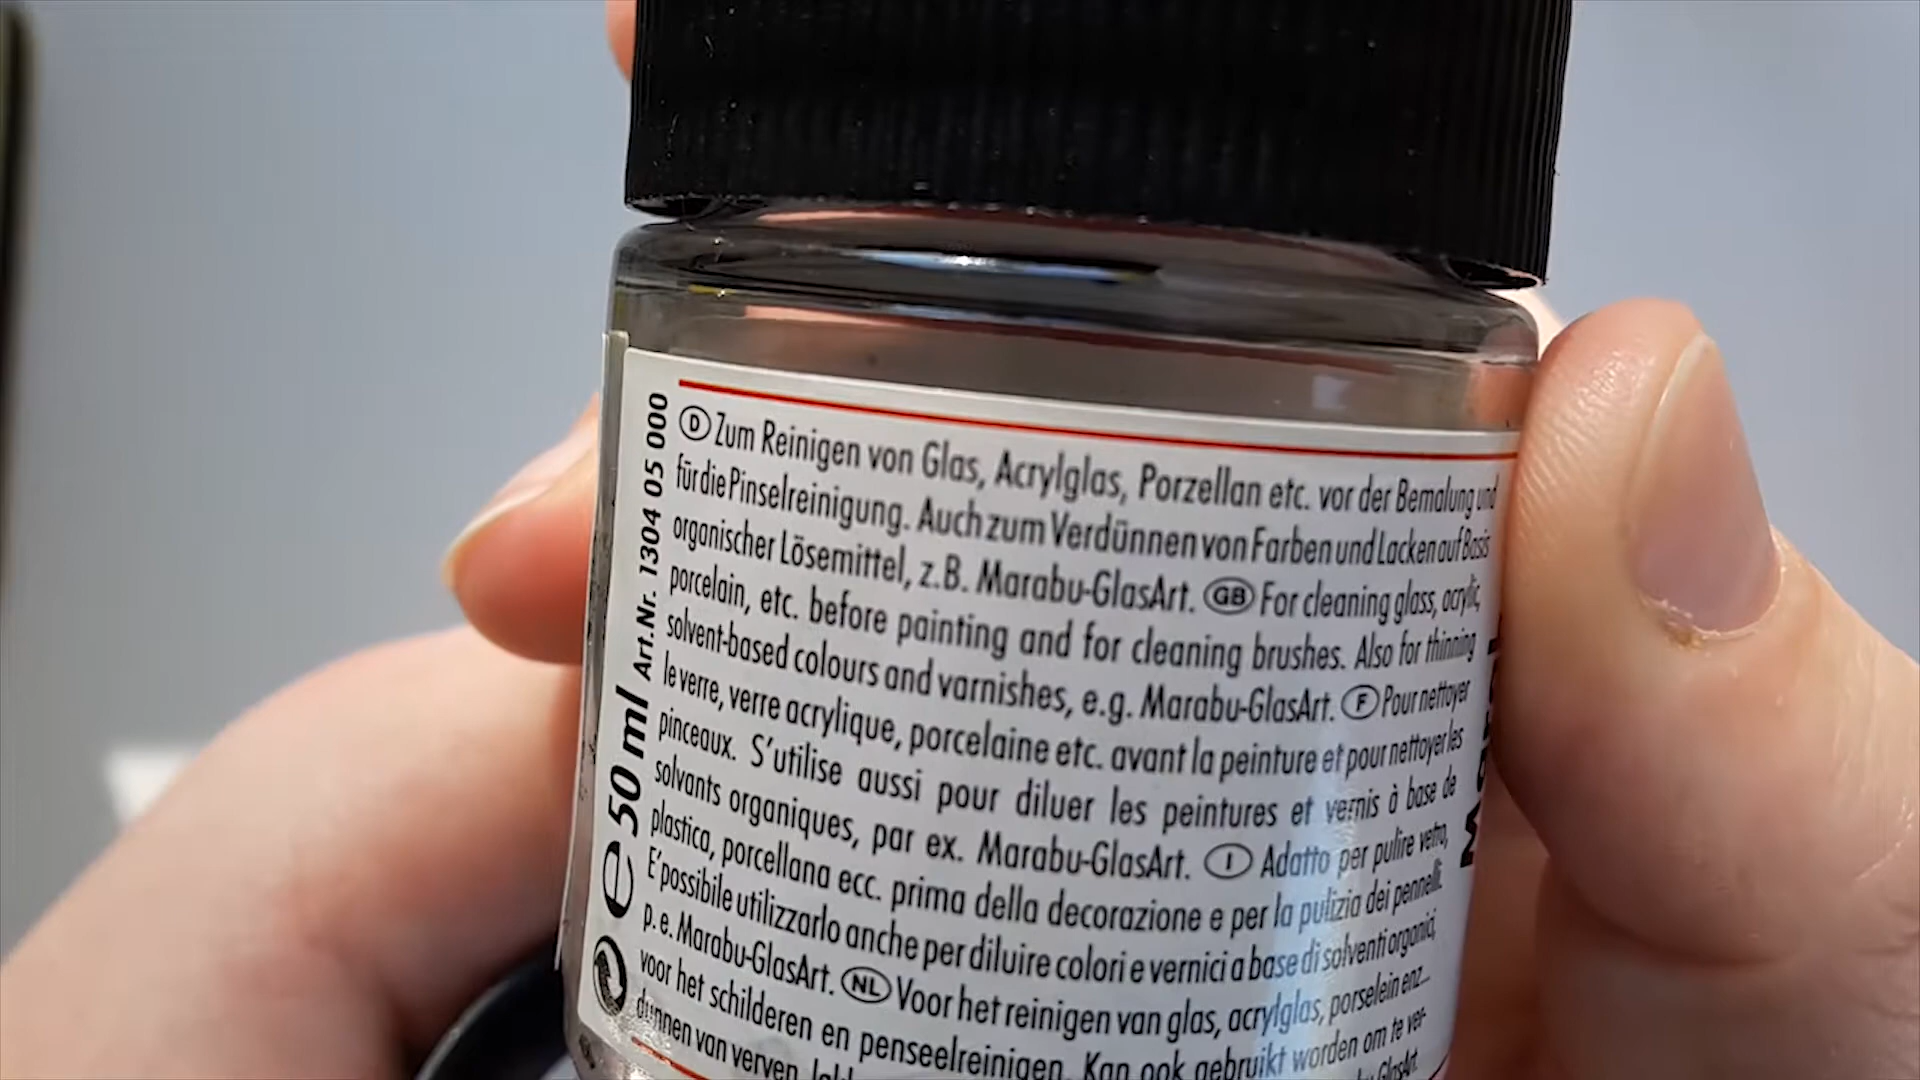 Ⓓ Zum Reinigen von Glas, Acrylglas, Porzellan etc. vor der Bemalung und
für die Pinselreinigung. Auch zum Verdünnen von Farben und Lacken auf Basis
organischer Lösemittel, z.B. Marabu-GlasArt. GB For cleaning glass, acrylic,
porcelain, etc. before painting and for cleaning brushes. Also for thinning
solvent-based colours and varnishes, e.g. Marabu-GlasArt. Ⓕ Pour nettoyer
le verre, verre acrylique, porcelaine etc. avant la peinture et pour nettoyer les
pinceaux. S'utilise aussi pour diluer les peintures et vernis à base de
solvants organiques, par ex. Marabu-GlasArt. Ⓘ Adatto per pulire vetro,
plastica, porcellana ecc. prima della decorazione e per la pulizia dei pennelli.
E'possibile utilizzarlo anche per diluire colori e vernici a base di solventi organici,
p. e. Marabu-GlasArt. NL Voor het reinigen van glas, acrylglas, porselein enz...
voor het schilderen en penseelreinigen. Kan ook gebruikt worden om te ver-
dunnen van verven, GlasArt.
℮ 50 ml Art.Nr. 1304 05 000